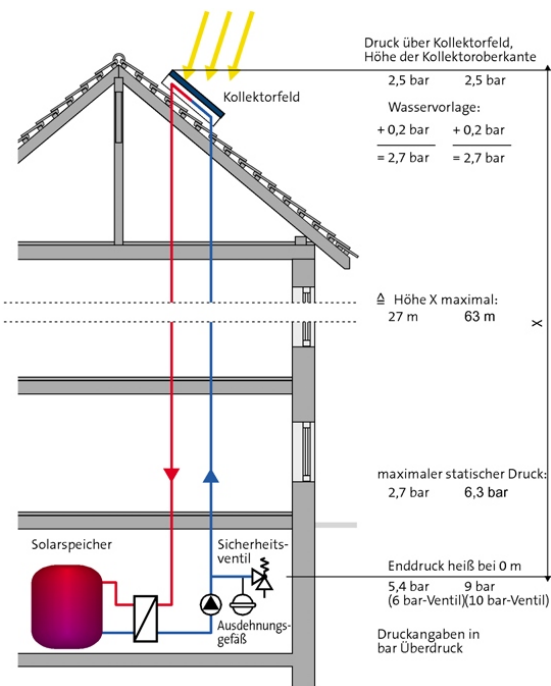 Druck über Kollektorfeld,
Höhe der Kollektoroberkante
2,5 bar 2,5 bar
Kollektorfeld
Wasservorlage:
+ 0,2 bar + 0,2 bar
= 2,7 bar = 2,7 bar
≙ Höhe X maximal:
27 m 63 m
X
maximaler statischer Druck:
2,7 bar 6,3 bar
Solarspeicher
Sicherheits-
ventil
Enddruck heiß bei 0 m
5,4 bar 9 bar
(6 bar-Ventil)(10 bar-Ventil)
Ausdehnungs-
gefäß
Druckangaben in
bar Überdruck